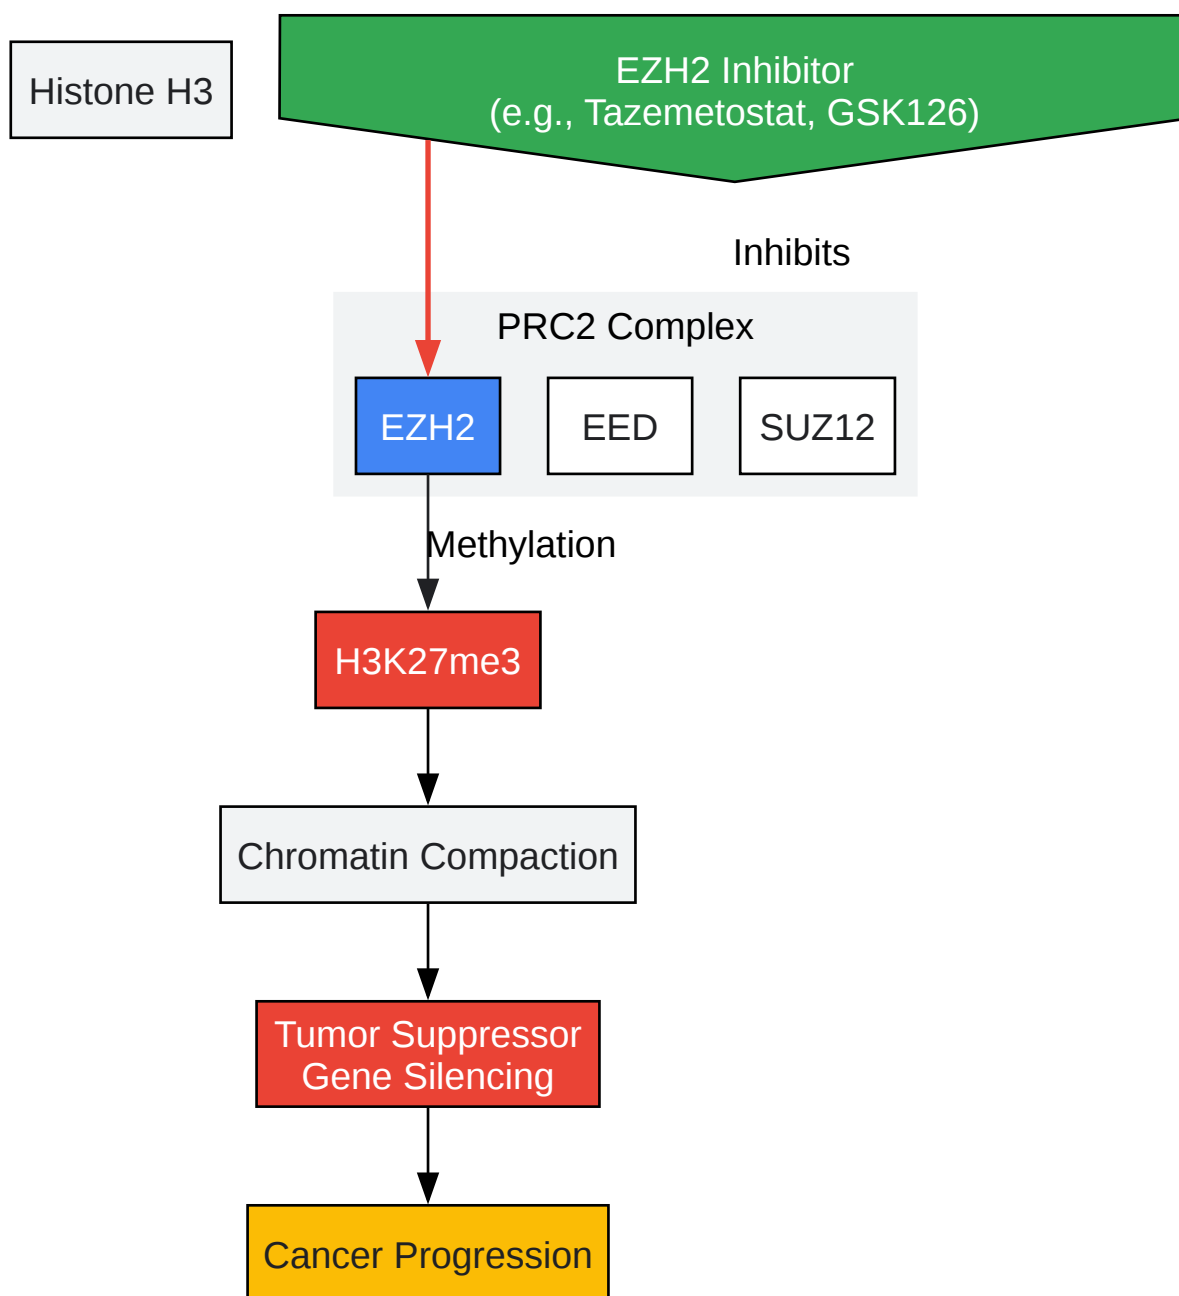 Histone H3
EZH2 Inhibitor
(e.g., Tazemetostat, GSK126)
Inhibits
PRC2 Complex
EZH2
EED
SUZ12
Methylation
H3K27me3
Chromatin Compaction
Tumor Suppressor
Gene Silencing
Cancer Progression